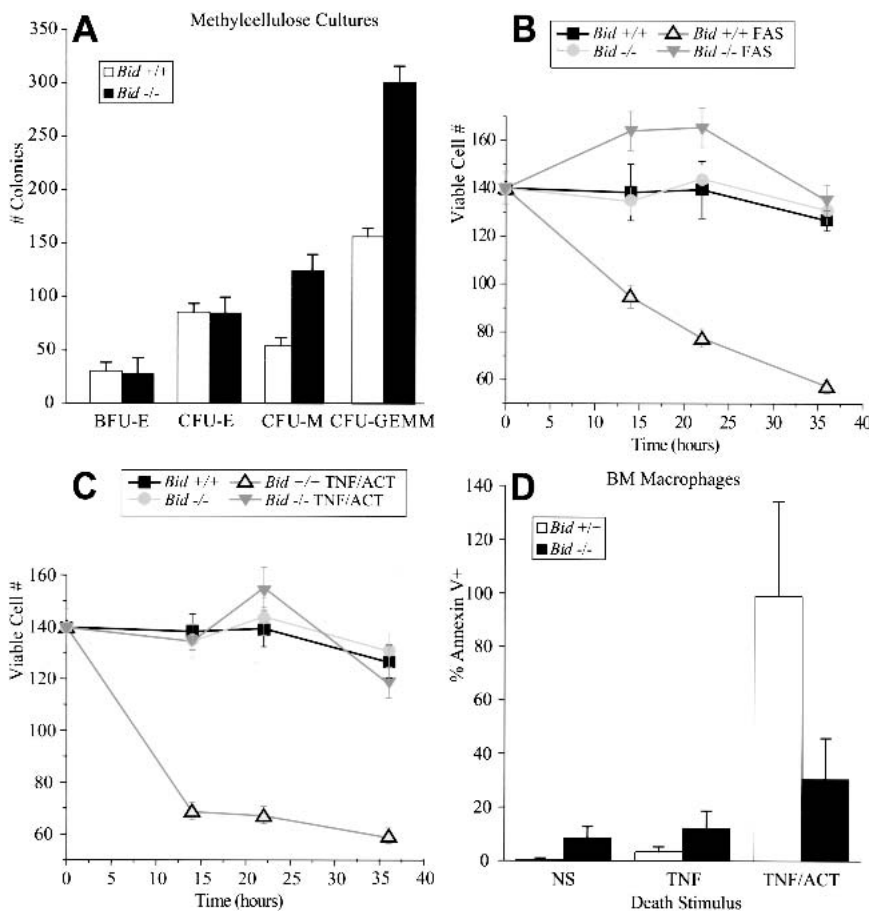 A
Methylcellulose Cultures
Bid +/+
Bid -/-
# Colonies
300
250
200
150
100
50
0
BFU-E CFU-E CFU-M CFU-GEMM
B
Bid +/+ Bid +/+ FAS
Bid -/- Bid -/- FAS
Viable Cell #
160
140
120
100
80
60
0 5 10 15 20 25 30 35 40
Time (hours)
C
Bid +/+ Bid +/+ TNF/ACT
Bid -/- Bid -/- TNF/ACT
Viable Cell #
160
140
120
100
80
60
0 5 10 15 20 25 30 35 40
Time (hours)
D
BM Macrophages
Bid +/+
Bid -/-
% Annexin V+
140
120
100
80
60
40
20
0
NS TNF TNF/ACT
Death Stimulus